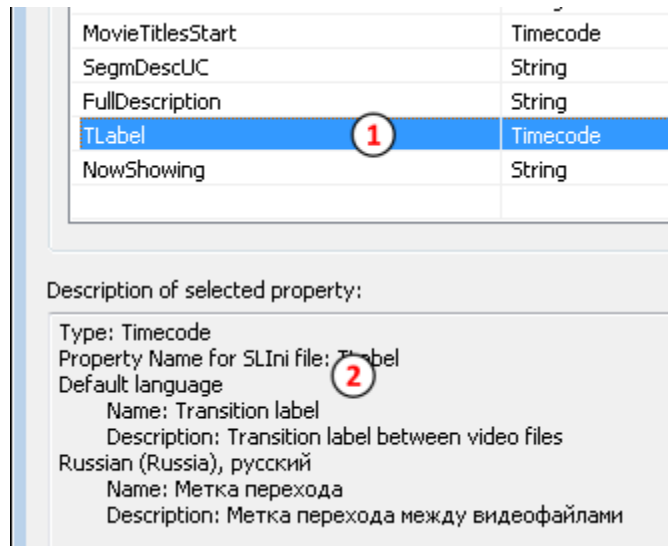 MovieTitlesStart Timecode
SegmDescUC String
FullDescription String
TLabel 1 Timecode
NowShowing String
Description of selected property:
Type: Timecode
Property Name for SLIni file: TLabel
2
Default language
Name: Transition label
Description: Transition label between video files
Russian (Russia), русский
Name: Метка перехода
Description: Метка перехода между видеофайлами